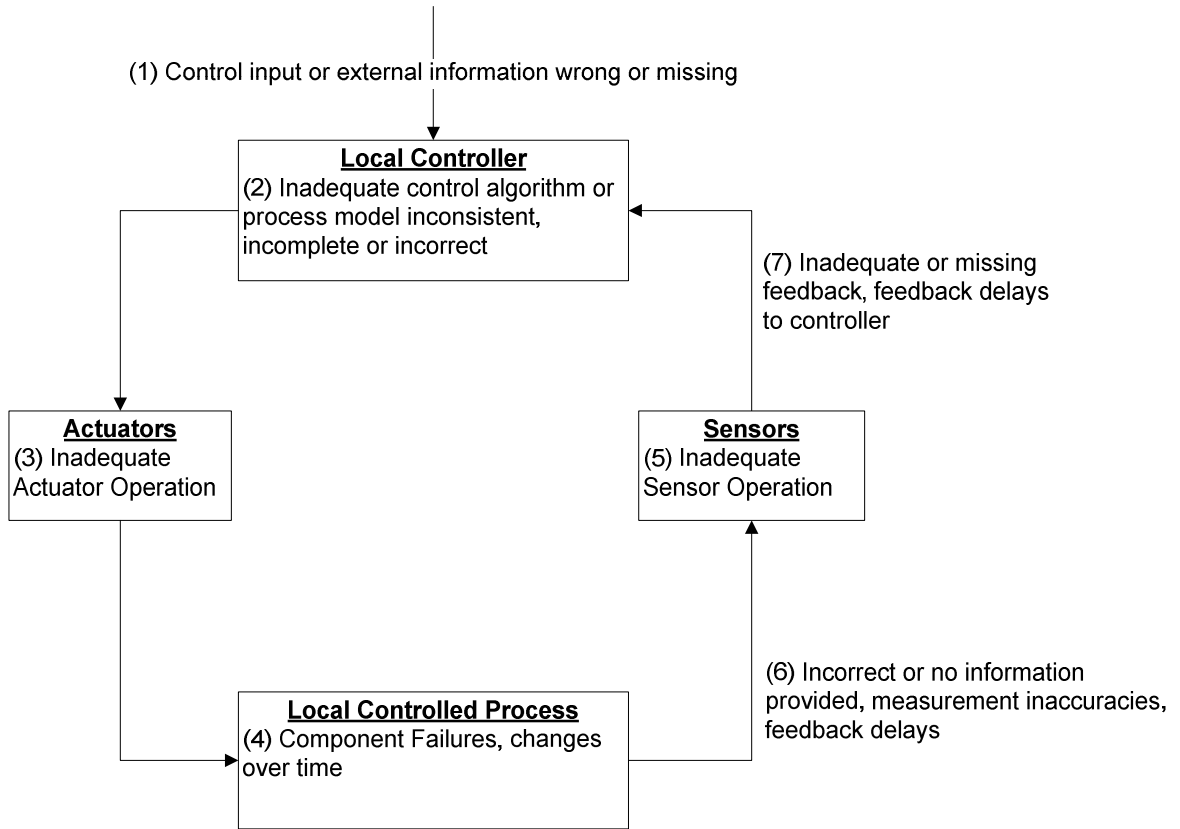 (1) Control input or external information wrong or missing
Local Controller
(2) Inadequate control algorithm or
process model inconsistent,
incomplete or incorrect
(7) Inadequate or missing
feedback, feedback delays
to controller
Actuators
(3) Inadequate
Actuator Operation
Sensors
(5) Inadequate
Sensor Operation
(6) Incorrect or no information
provided, measurement inaccuracies,
feedback delays
Local Controlled Process
(4) Component Failures, changes
over time